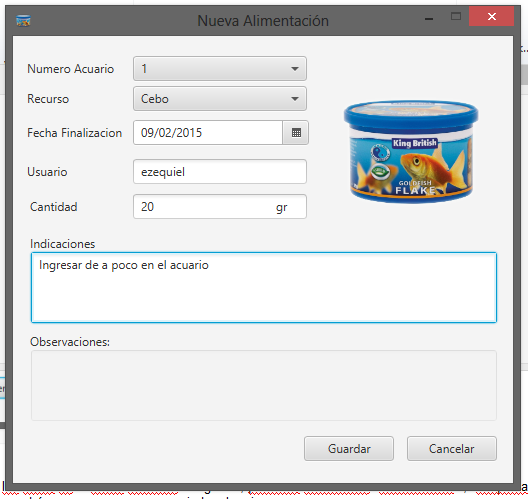 Nueva Alimentación
Numero Acuario 1
Recurso Cebo
Fecha Finalizacion 09/02/2015
King British
GOLDFISH
FLAKE
Usuario ezequiel
Cantidad 20 gr
Indicaciones
Ingresar de a poco en el acuario
Observaciones:
Guardar Cancelar